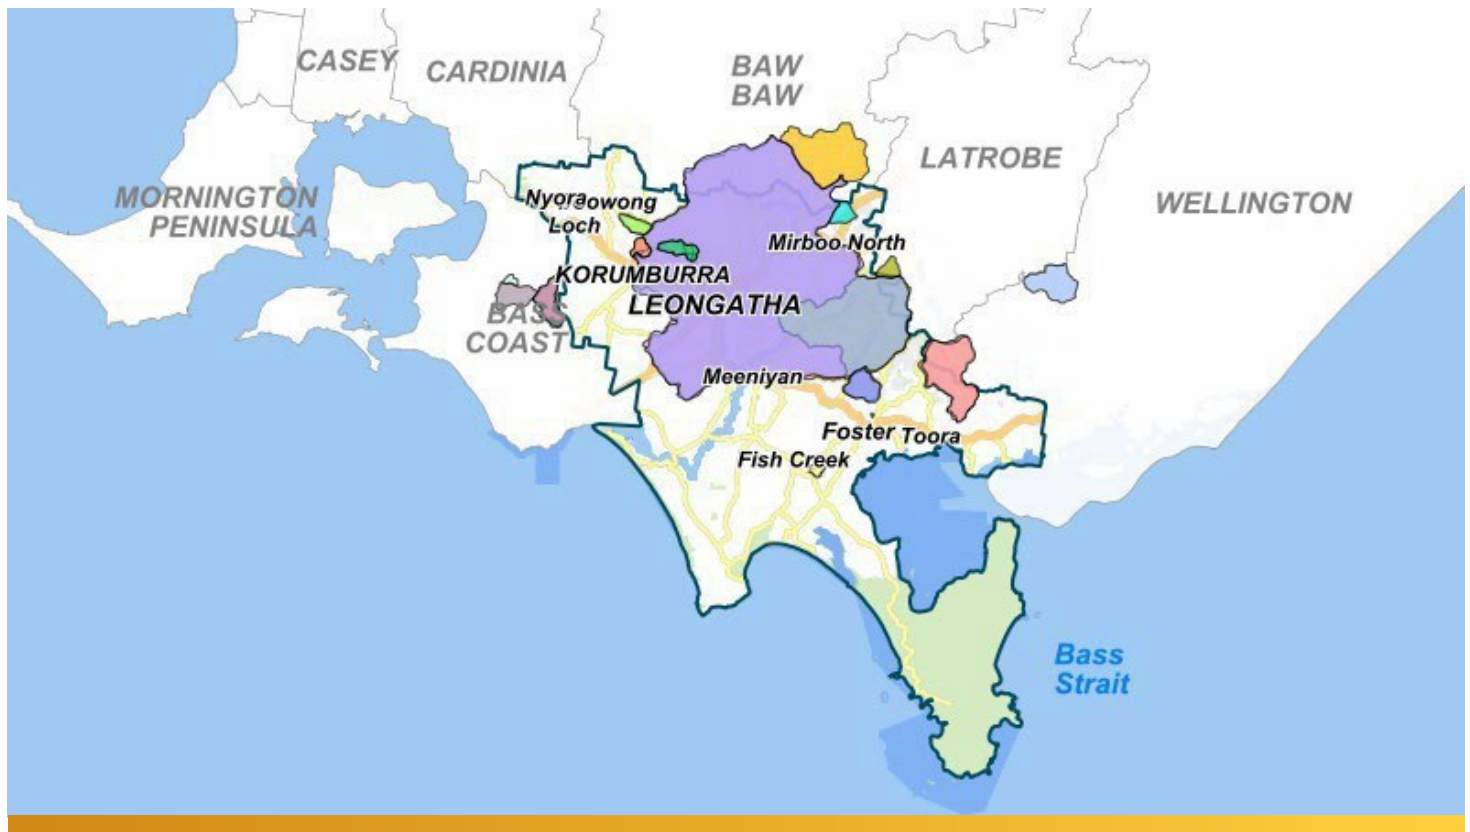 CASEY
CARDINIA
BAW
BAW
LATROBE
MORNINGTON
PENINSULA
WELLINGTON
Nyora
Loch
Mirboo North
KORUMBURRA
LEONGATHA
BASS
COAST
Meeniyan
Foster
Toora
Fish Creek
Bass
Strait